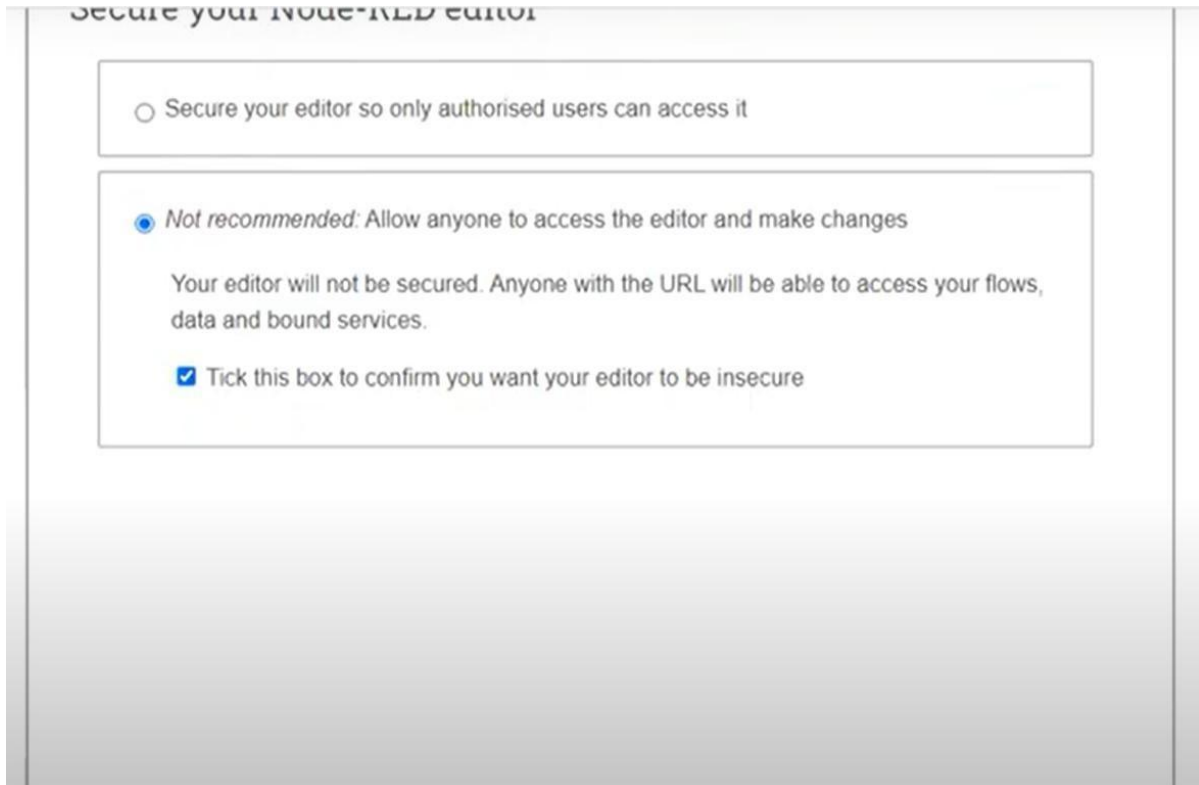 Secure your Node-RED editor
Secure your editor so only authorised users can access it
Not recommended: Allow anyone to access the editor and make changes
Your editor will not be secured. Anyone with the URL will be able to access your flows,
data and bound services.
Tick this box to confirm you want your editor to be insecure